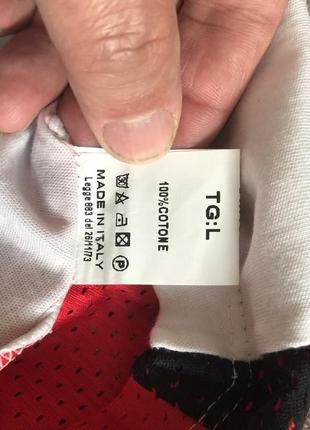 TG:L
100%COTONE
P
MADE IN ITALY
Legge 883 del 26/11/73